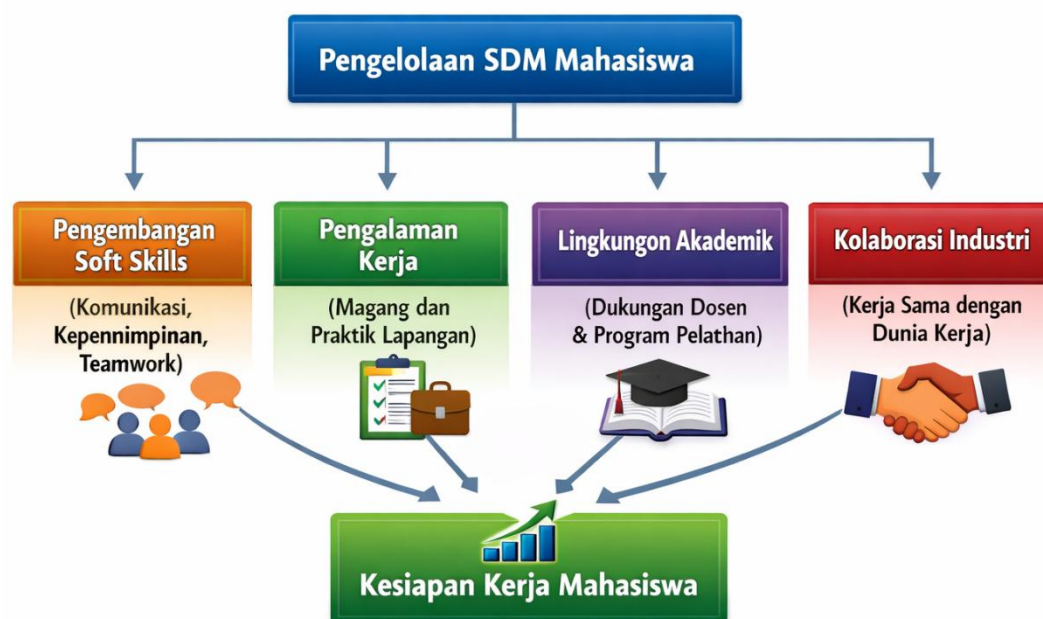 Pengelolaan SDM Mahasiswa
Pengembangan
Soft Skills
(Komunikasi,
Kepennimpinan,
Teamwork)
Pengalaman
Kerja
(Magang dan
Praktik Lapangan)
Lingkungon Akademik
(Dukungan Dosen
& Program Pelathan)
Kolaborasi Industri
(Kerja Sama dengan
Dunia Kerja)
Kesiapan Kerja Mahasiswa